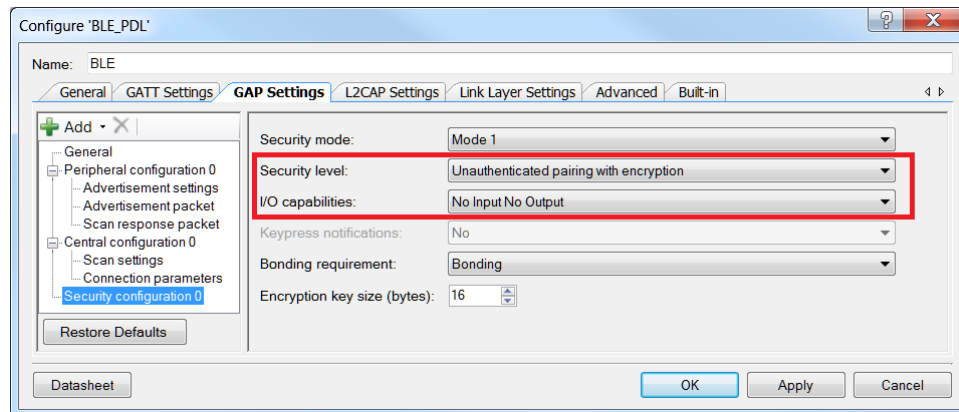 Configure 'BLE_PDL'
Name: BLE
General GATT Settings GAP Settings L2CAP Settings Link Layer Settings Advanced Built-in
Add
General
Peripheral configuration 0
Advertisement settings
Advertisement packet
Scan response packet
Central configuration 0
Scan settings
Connection parameters
Security configuration 0
Restore Defaults
Security mode: Mode 1
Security level: Unauthenticated pairing with encryption
I/O capabilities: No Input No Output
Keypress notifications: No
Bonding requirement: Bonding
Encryption key size (bytes): 16
Datasheet OK Apply Cancel